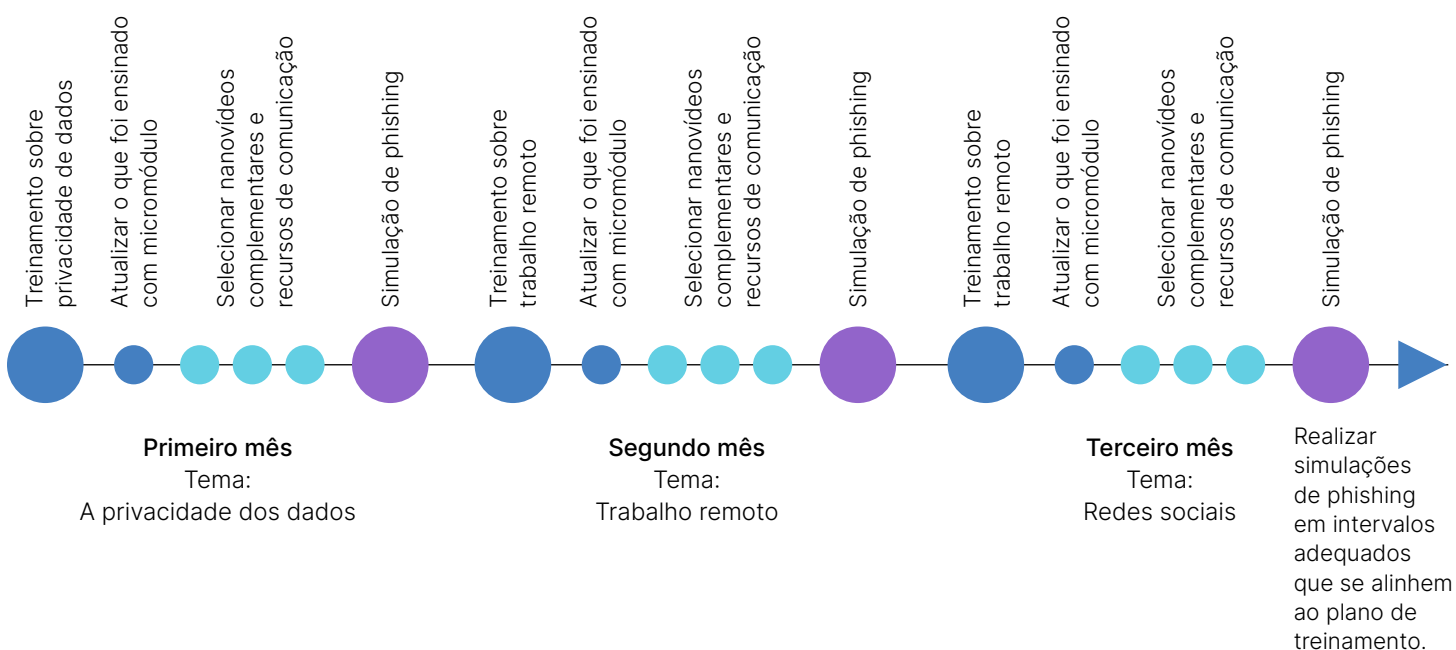 Treinamento sobre
privacidade de dados
Atualizar o que foi ensinado
com micromódulo
Selecionar nanovídeos
complementares e
recursos de comunicação
Simulação de phishing
Treinamento sobre
trabalho remoto
Atualizar o que foi ensinado
com micromódulo
Selecionar nanovídeos
complementares e
recursos de comunicação
Simulação de phishing
Treinamento sobre
trabalho remoto
Atualizar o que foi ensinado
com micromódulo
Selecionar nanovídeos
complementares e
recursos de comunicação
Simulação de phishing
Primeiro mês
Tema:
A privacidade dos dados
Segundo mês
Tema:
Trabalho remoto
Terceiro mês
Tema:
Redes sociais
Realizar
simulações
de phishing
em intervalos
adequados
que se alinhem
ao plano de
treinamento.